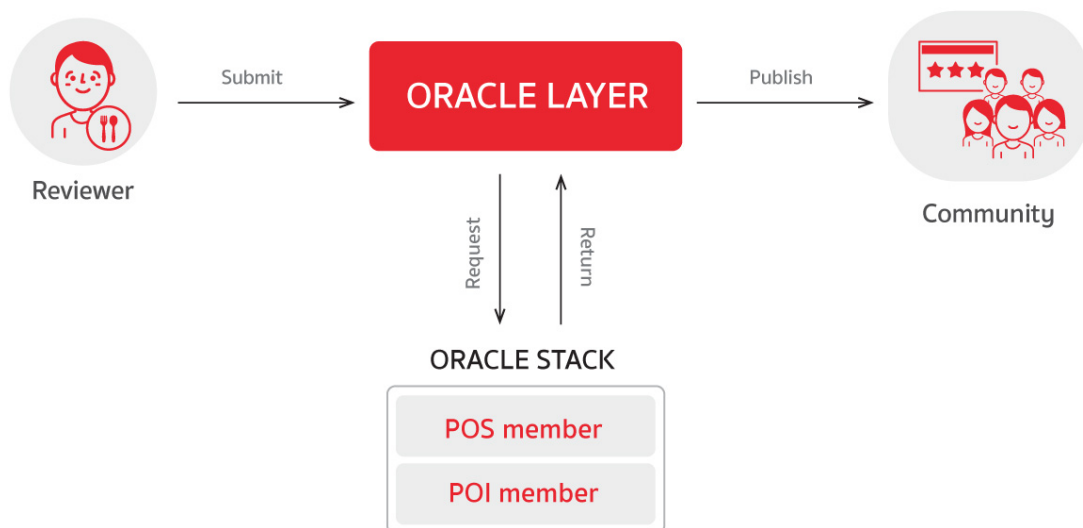 Submit
ORACLE LAYER
Publish
Reviewer
Community
Request
Return
ORACLE STACK
POS member
POI member